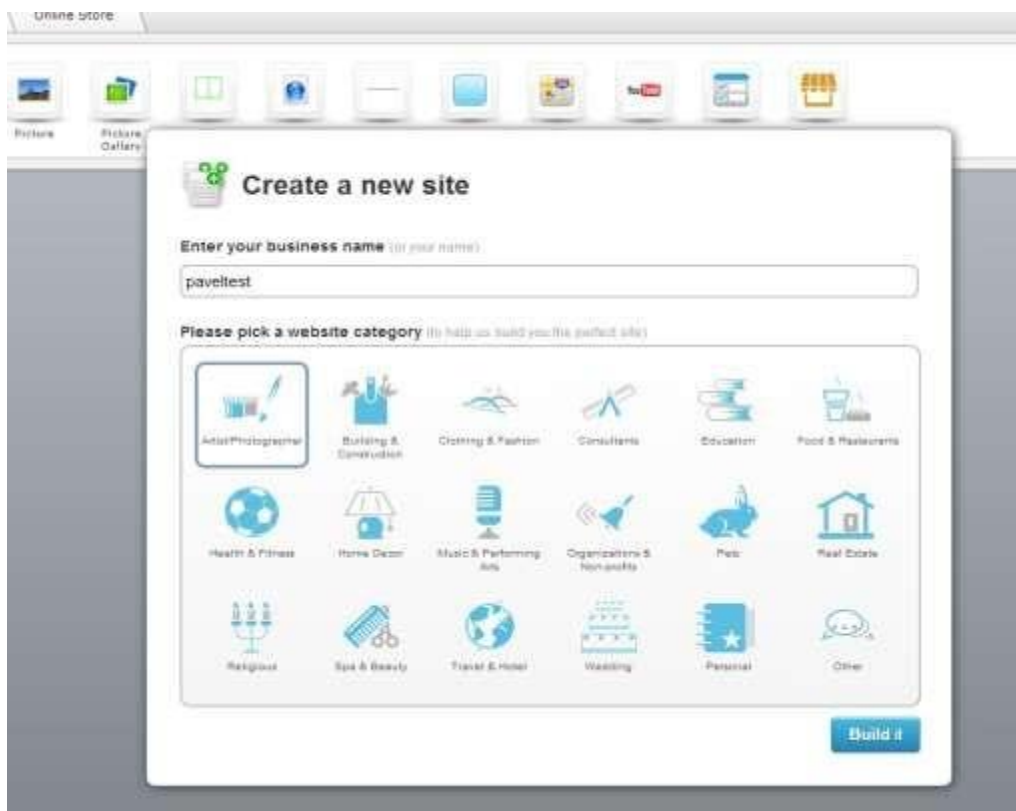 Online Store
Picture
Picture
Gallery
YouTube
Create a new site
Enter your business name (or your name)
paveltest
Please pick a website category (to help us build you the perfect site)
Artist/Photographer
Building &
Construction
Clothing & Fashion
Consultants
Education
Food & Restaurants
Health & Fitness
Home Decor
Music & Performing
Arts
Organizations &
Non-profits
Pets
Real Estate
Religious
Spa & Beauty
Travel & Hotel
Wedding
Personal
Other
Build it